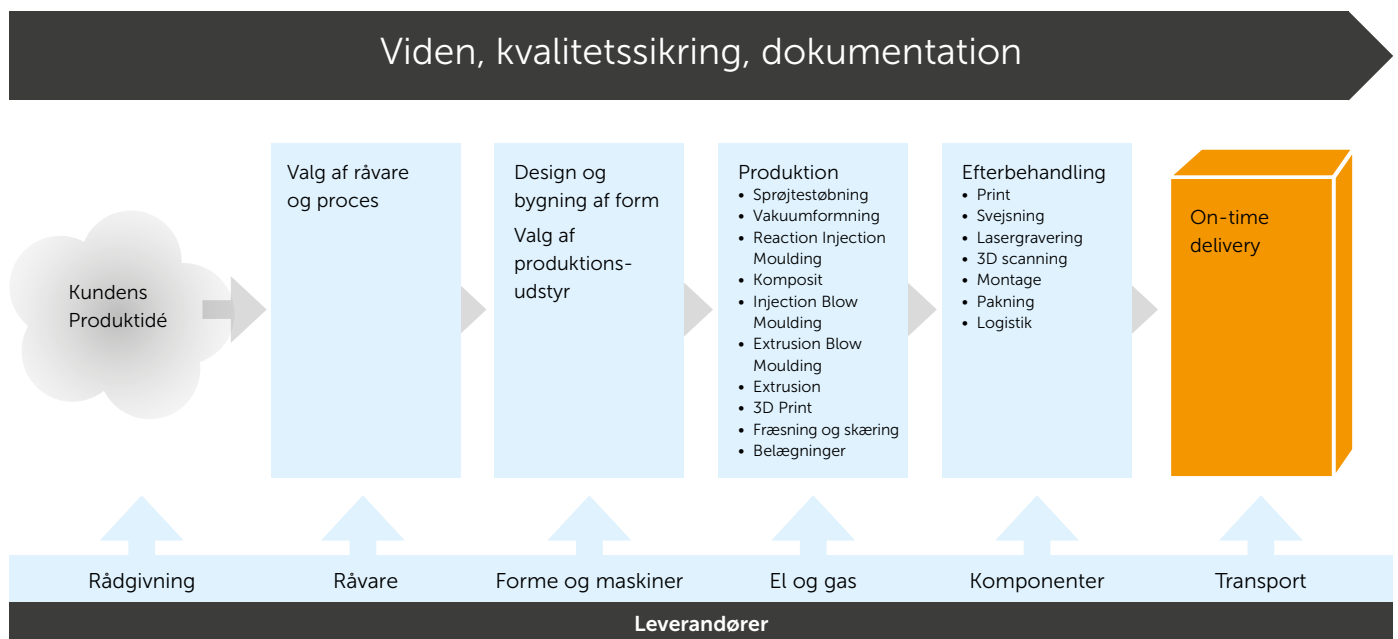 Viden, kvalitetssikring, dokumentation
Kundens
Produktidé
Valg af råvare
og proces
Design og
bygning af form
Valg af
produktions-
udstyr
Produktion
• Sprøjtestøbning
• Vakuumformning
• Reaction Injection
Moulding
• Komposit
• Injection Blow
Moulding
• Extrusion Blow
Moulding
• Extrusion
• 3D Print
• Fræsning og skæring
• Belægninger
Efterbehandling
• Print
• Svejsning
• Lasergravering
• 3D scanning
• Montage
• Pakning
• Logistik
On-time
delivery
Rådgivning
Råvare
Forme og maskiner
El og gas
Komponenter
Transport
Leverandører